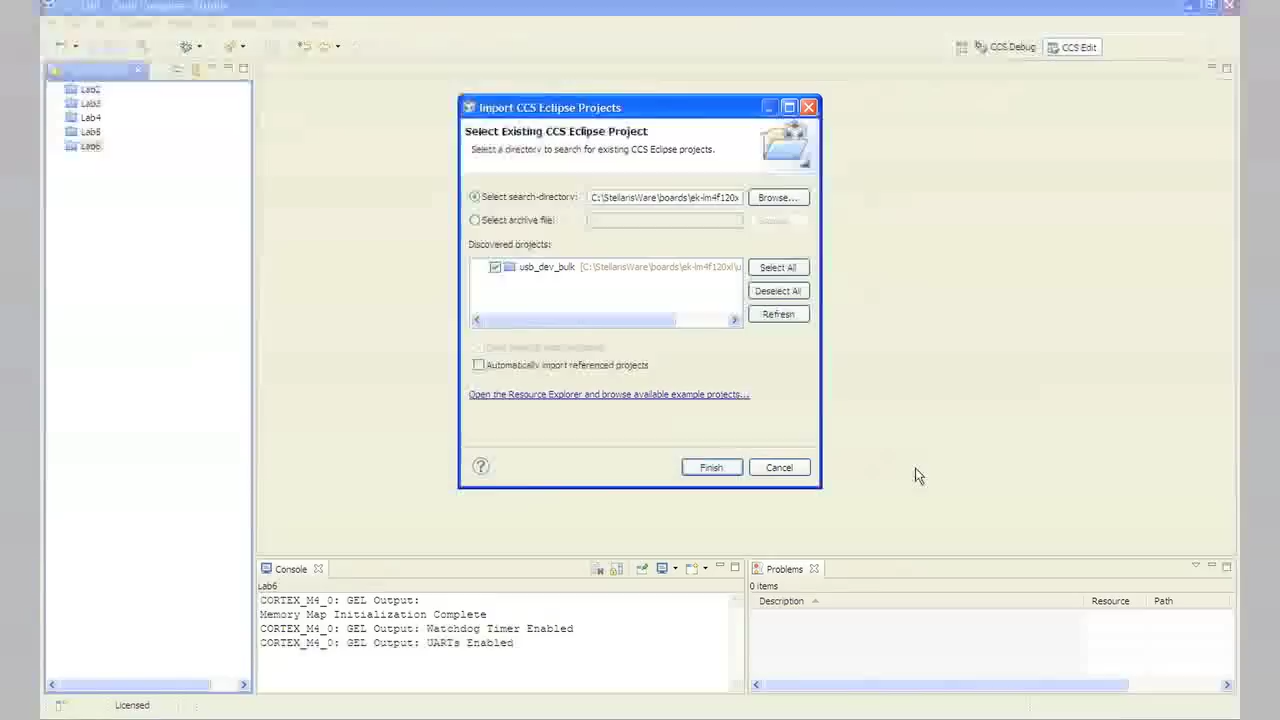 CCS Debug
CCS Edit
Lab2
Lab3
Lab4
Lab5
Lab6
Import CCS Eclipse Projects
Select Existing CCS Eclipse Project
Select a directory to search for existing CCS Eclipse projects.
Select search-directory:
C:\StellarisWare\boards\ek-lm4f120x
Browse...
Select archive file:
Discovered projects:
usb_dev_bulk [C:\StellarisWare\boards\ek-lm4f120xl\u
Select All
Deselect All
Refresh
Automatically import referenced projects
Open the Resource Explorer and browse available example projects...
?
Finish
Cancel
Console
Lab6
CORTEX_M4_0: GEL Output:
Memory Map Initialization Complete
CORTEX_M4_0: GEL Output: Watchdog Timer Enabled
CORTEX_M4_0: GEL Output: UARTs Enabled
Problems
0 items
Description
Resource
Path
Licensed